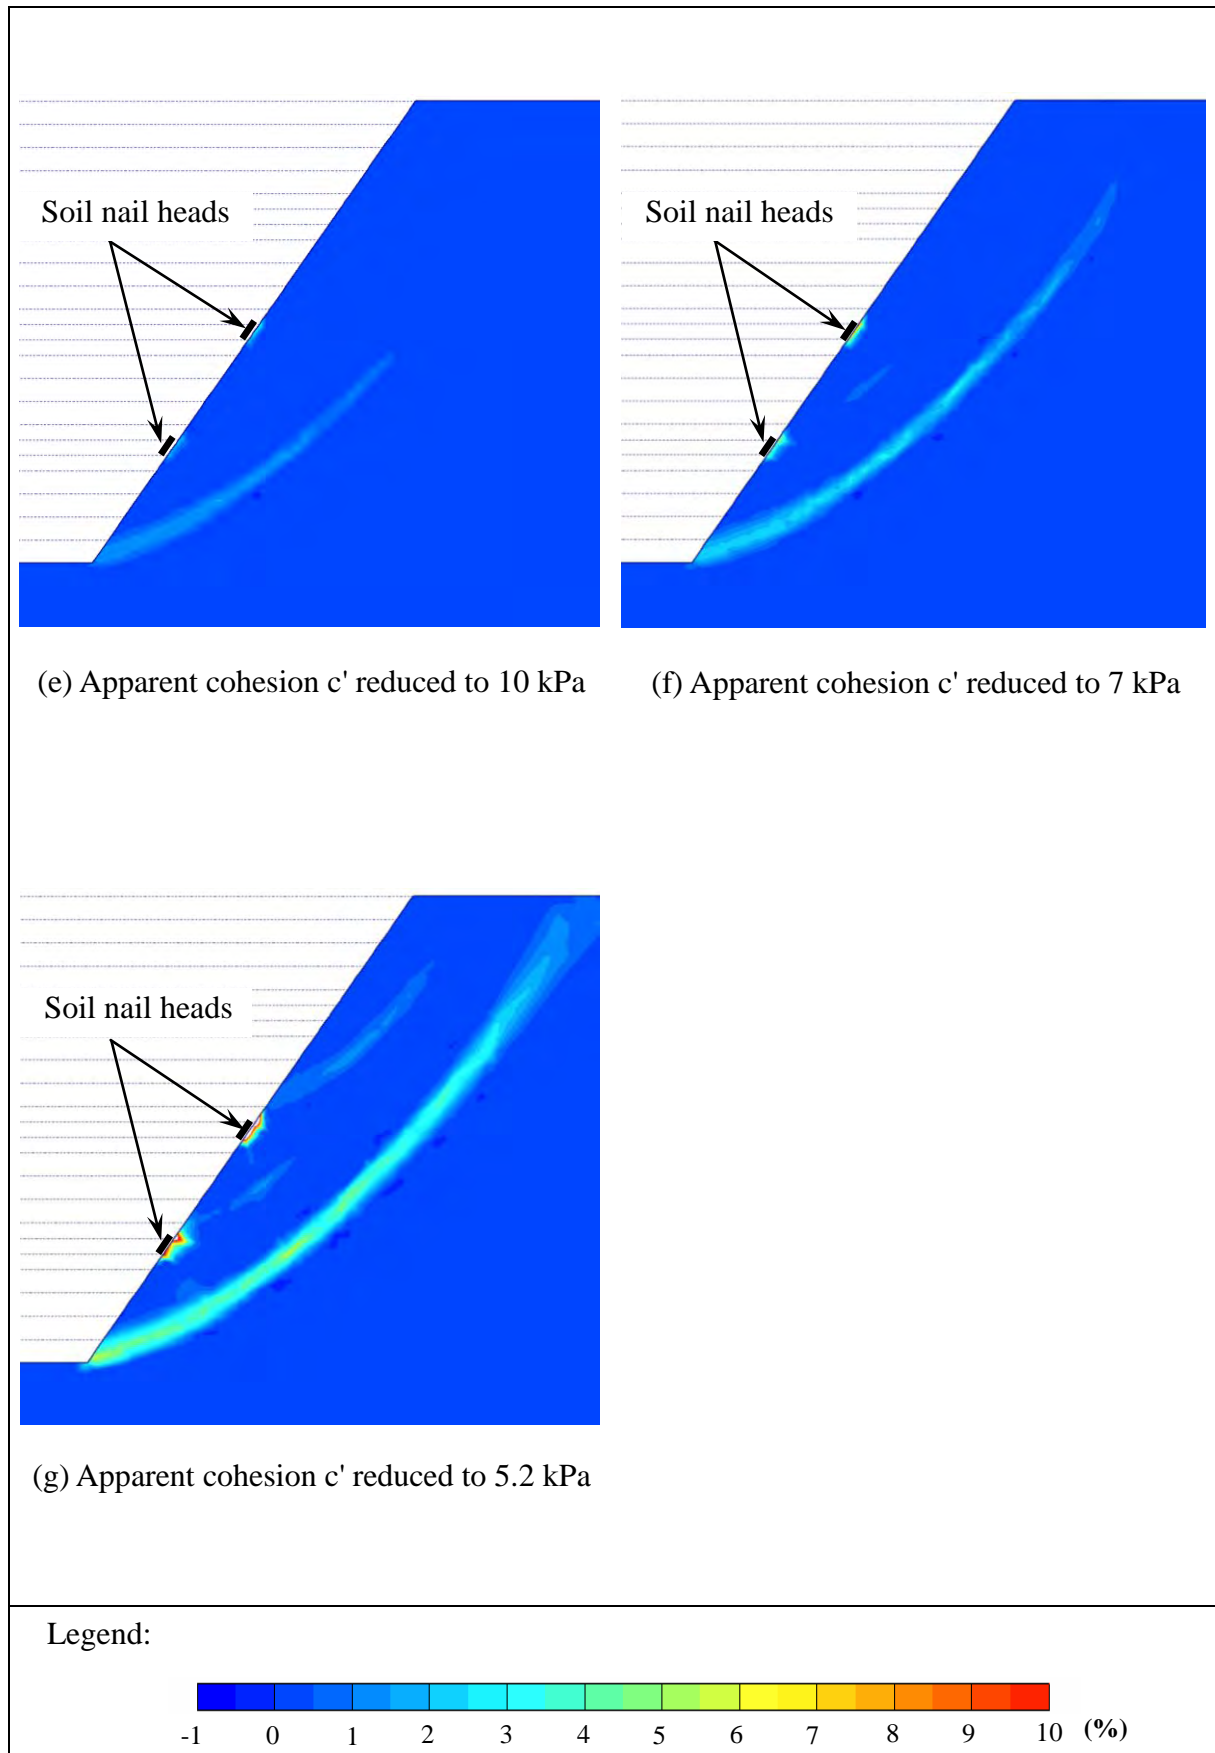 Soil nail heads
Soil nail heads
(e) Apparent cohesion c' reduced to 10 kPa
(f) Apparent cohesion c' reduced to 7 kPa
Soil nail heads
(g) Apparent cohesion c' reduced to 5.2 kPa
Legend:
-1 0 1 2 3 4 5 6 7 8 9 10 (%)